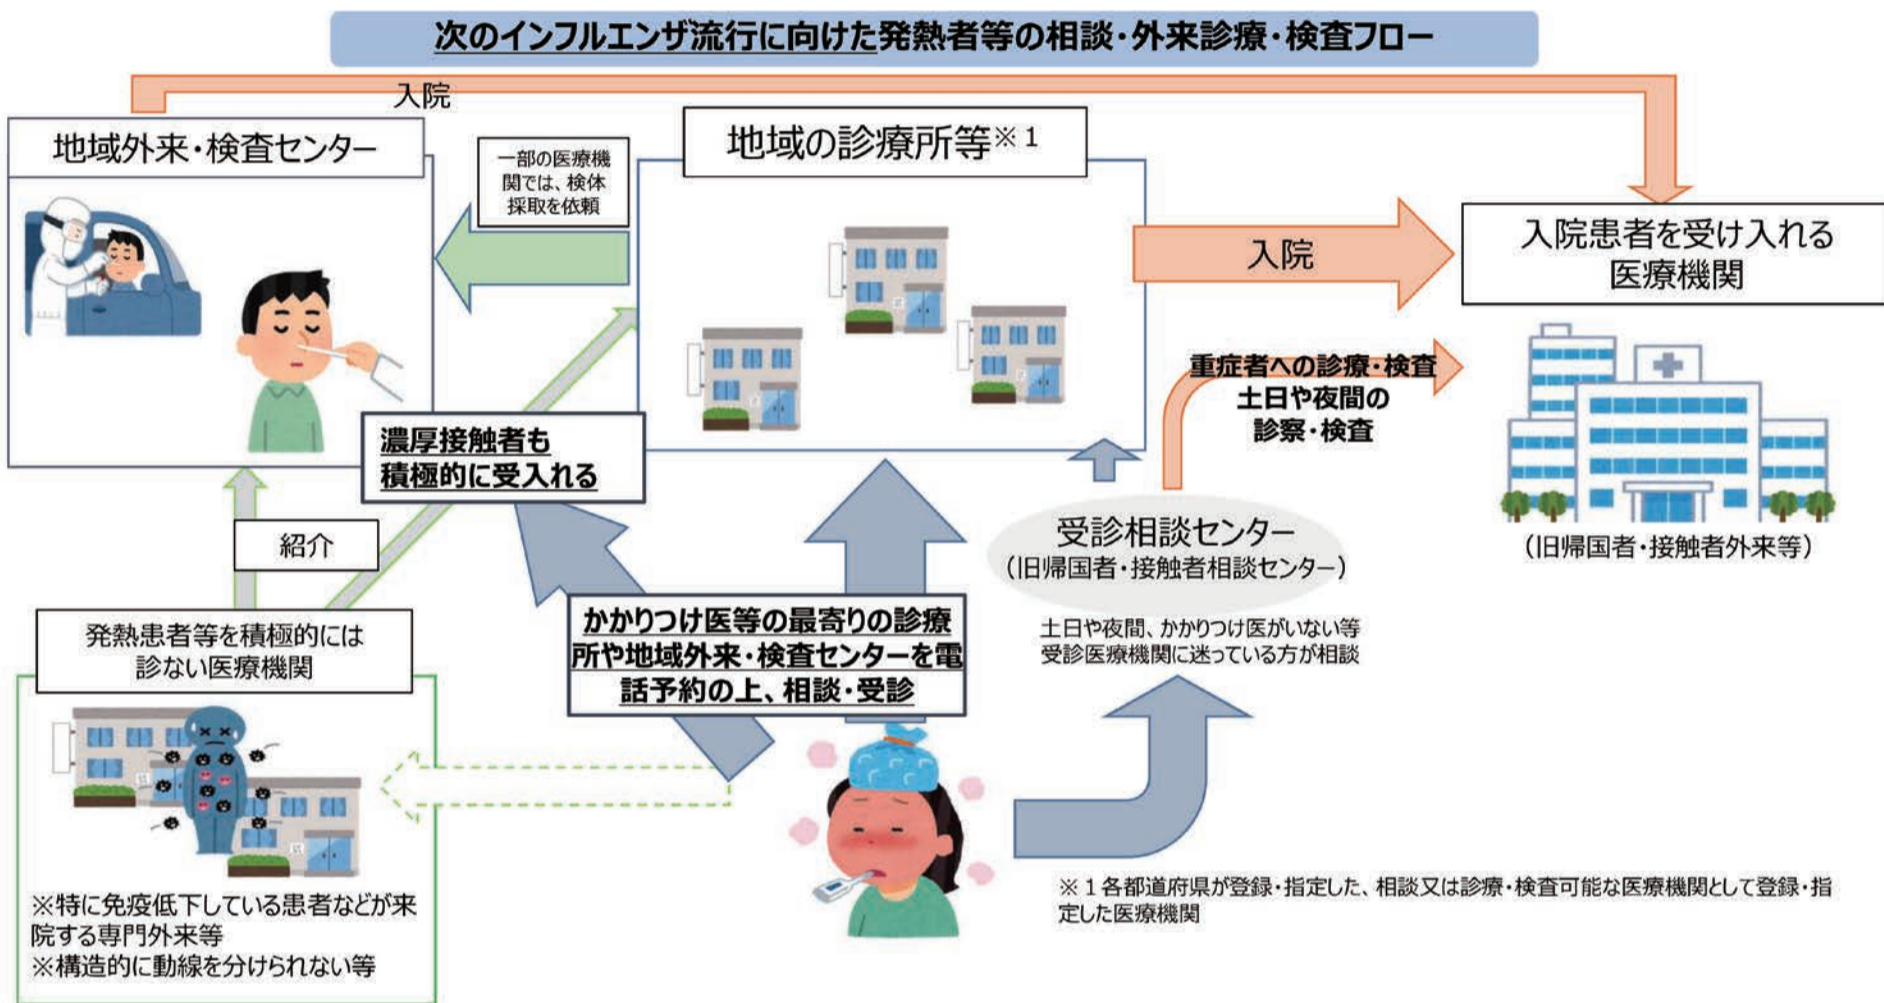 次のインフルエンザ流行に向けた発熱者等の相談・外来診療・検査フロー
入院
地域外来・検査センター
一部の医療機
関では、検体
採取を依頼
地域の診療所等※1
入院
入院患者を受け入れる
医療機関
重症者への診療・検査
土日や夜間の
診察・検査
濃厚接触者も
積極的に受入れる
紹介
受診相談センター
（旧帰国者・接触者相談センター）
（旧帰国者・接触者外来等）
発熱患者等を積極的には
診ない医療機関
かかりつけ医等の最寄りの診療
所や地域外来・検査センターを電
話予約の上、相談・受診
土日や夜間、かかりつけ医がいない等
受診医療機関に迷っている方が相談
※特に免疫低下している患者などが来
院する専門外来等
※構造的に動線を分けられない等
※1各都道府県が登録・指定した、相談又は診療・検査可能な医療機関として登録・指
定した医療機関